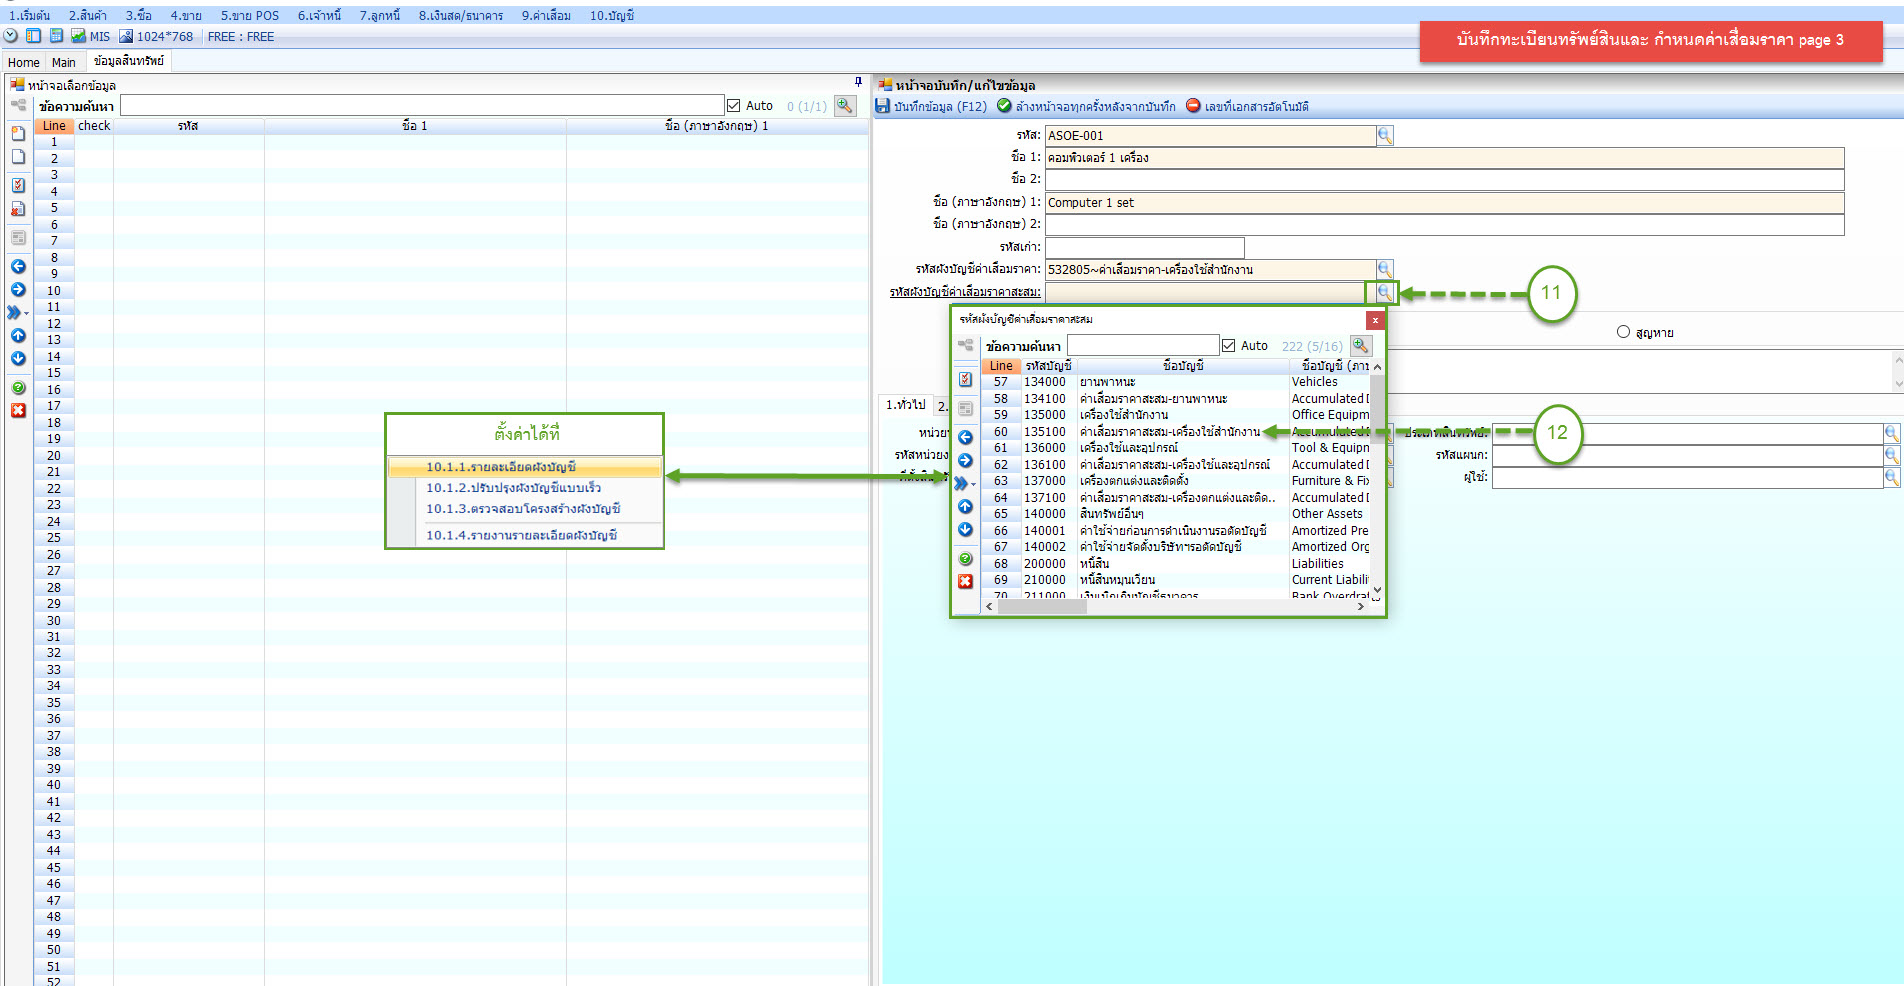 1.เริ่มต้น 2.สินค้า 3.ซื้อ 4.ขาย 5.ขาย POS 6.เจ้าหนี้ 7.ลูกหนี้ 8.เงินสด/ธนาคาร 9.ค่าเสื่อม 10.บัญชี
MIS 1024*768 FREE : FREE
บันทึกทะเบียนทรัพย์สินและ กำหนดค่าเสื่อมราคา page 3
Home Main ข้อมูลสินทรัพย์
หน้าจอเลือกข้อมูล
ข้อความค้นหา Auto 0 (1/1)
Line check รหัส ชื่อ 1 ชื่อ (ภาษาอังกฤษ) 1
1
2
3
4
5
6
7
8
9
10
11
12
13
14
15
16
17
18
19
20
21
22
23
24
25
26
27
28
29
30
31
32
33
34
35
36
37
38
39
40
41
42
43
44
45
46
47
48
49
50
51
52
ตั้งค่าได้ที่
10.1.1.รายละเอียดผังบัญชี
10.1.2.ปรับปรุงผังบัญชีแบบเร็ว
10.1.3.ตรวจสอบโครงสร้างผังบัญชี
10.1.4.รายงานรายละเอียดผังบัญชี
หน้าจอบันทึก/แก้ไขข้อมูล
บันทึกข้อมูล (F12) ล้างหน้าจอทุกครั้งหลังจากบันทึก เลขที่เอกสารอัตโนมัติ
รหัส: ASOE-001
ชื่อ 1: คอมพิวเตอร์ 1 เครื่อง
ชื่อ 2:
ชื่อ (ภาษาอังกฤษ) 1: Computer 1 set
ชื่อ (ภาษาอังกฤษ) 2:
รหัสเก่า:
รหัสผังบัญชีค่าเสื่อมราคา: 532805~ค่าเสื่อมราคา-เครื่องใช้สำนักงาน
รหัสผังบัญชีค่าเสื่อมราคาสะสม:
11
สูญหาย
1.ทั่วไป 2.
หน่วย
ประเภทสินทรัพย์:
รหัสหน่วย
รหัสแผนก:
ผู้ใช้:
รหัสผังบัญชีค่าเสื่อมราคาสะสม
ข้อความค้นหา Auto 222 (5/16)
Line รหัสบัญชี ชื่อบัญชี ชื่อบัญชี (ภา
57 134000 ยานพาหนะ Vehicles
58 134100 ค่าเสื่อมราคาสะสม-ยานพาหนะ Accumulated
59 135000 เครื่องใช้สำนักงาน Office Equipm
60 135100 ค่าเสื่อมราคาสะสม-เครื่องใช้สำนักงาน Accumulated
12
61 136000 เครื่องใช้และอุปกรณ์ Tool & Equipn
62 136100 ค่าเสื่อมราคาสะสม-เครื่องใช้และอุปกรณ์ Accumulated
63 137000 เครื่องตกแต่งและติดตั้ง Furniture & Fix
64 137100 ค่าเสื่อมราคาสะสม-เครื่องตกแต่งและติด.. Accumulated
65 140000 สินทรัพย์อื่นๆ Other Assets
66 140001 ค่าใช้จ่ายก่อนการดำเนินงานรอตัดบัญชี Amortized Pre
67 140002 ค่าใช้จ่ายจัดตั้งบริษัทฯรอตัดบัญชี Amortized Org
68 200000 หนี้สิน Liabilities
69 210000 หนี้สินหมุนเวียน Current Liabili
70 211000 เงินเบิกเกินบัญชีธนาคาร Bank Overdraf